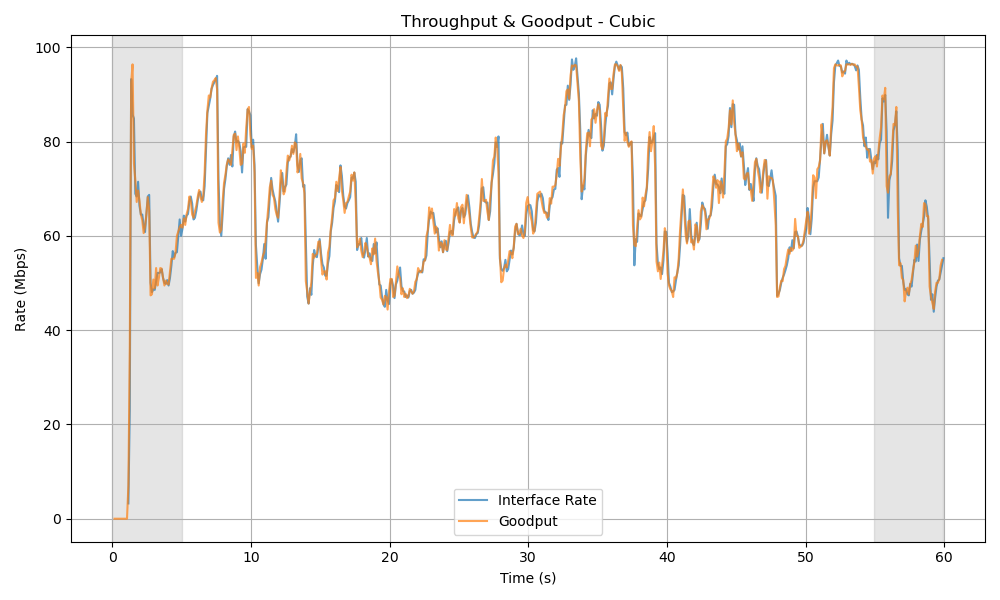 Throughput & Goodput - Cubic
Rate (Mbps)
100
80
60
40
20
0
Interface Rate
Goodput
0 10 20 30 40 50 60
Time (s)